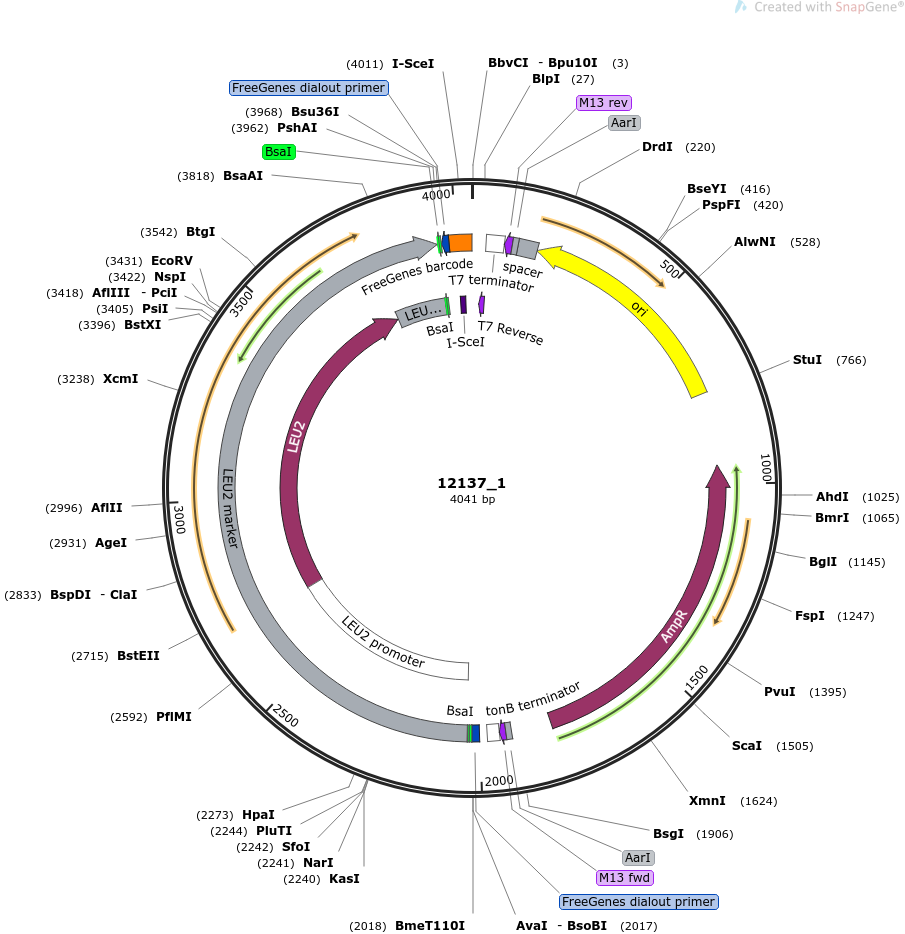 Created with SnapGene®
(4011) I-SceI
BbvCI - Bpu10I (3)
BlpI (27)
FreeGenes dialout primer
M13 rev
(3968) Bsu36I
AarI
(3962) PshAI
DrdI (220)
BsaI
(3818) BsaAI
BseYI (416)
PspFI (420)
4000
(3542) BtgI
AlwNI (528)
(3431) EcoRV
(3422) NspI
(3418) AflIII - PciI
(3405) PsiI
(3396) BstXI
FreeGenes barcode
spacer
T7 terminator
500
3500
ori
LEU...
BsaI
I-SceI
T7 Reverse
StuI (766)
(3238) XcmI
LEU2
1000
12137_1
4041 bp
LEU2 marker
AhdI (1025)
(2996) AflII
BmrI (1065)
3000
(2931) AgeI
BglI (1145)
(2833) BspDI - ClaI
FspI (1247)
AmpR
LEU2 promoter
(2715) BstEII
PvuI (1395)
1500
BsaI
tonB terminator
(2592) PflMI
2500
ScaI (1505)
2000
XmnI (1624)
(2273) HpaI
(2244) PluTI
BsgI (1906)
(2242) SfoI
(2241) NarI
AarI
(2240) KasI
M13 fwd
FreeGenes dialout primer
(2018) BmeT110I
AvaI - BsoBI (2017)